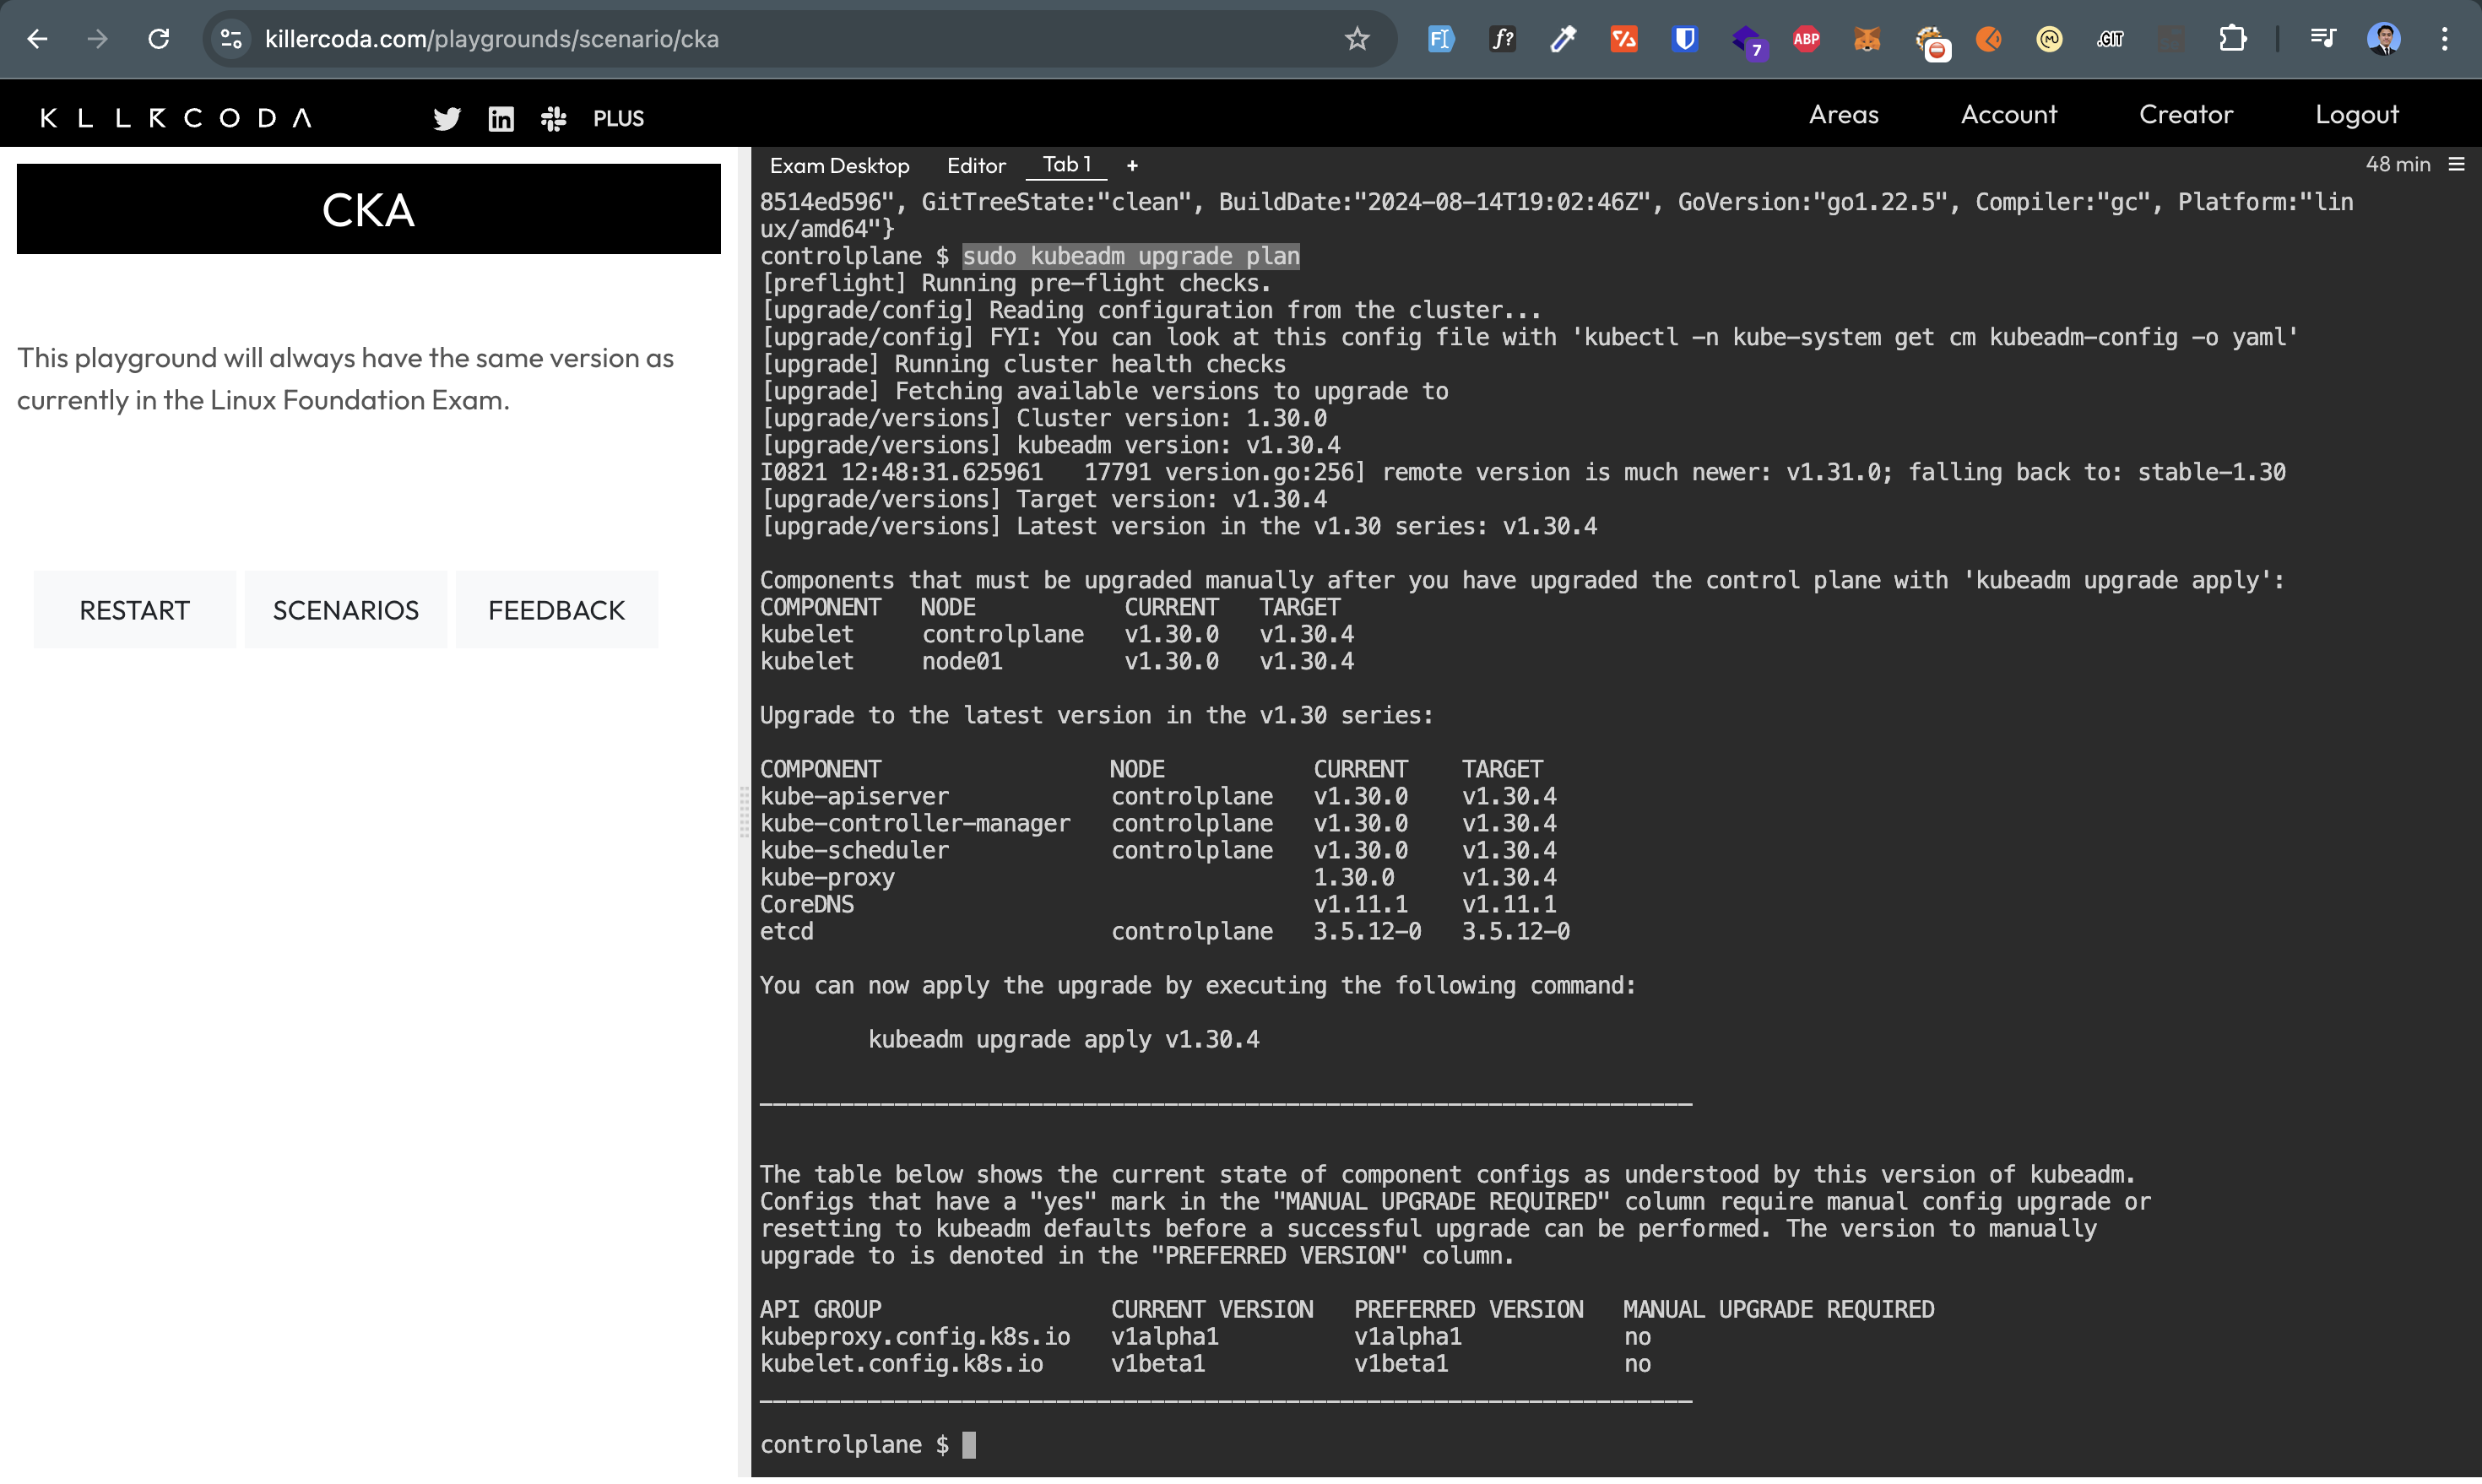 killercoda.com/playgrounds/scenario/cka
FI
f?
7
ABP
.GIT
KLLRCODA
PLUS
Areas
Account
Creator
Logout
CKA
This playground will always have the same version as
currently in the Linux Foundation Exam.
RESTART
SCENARIOS
FEEDBACK
Exam Desktop
Editor
Tab 1
+
48 min
8514ed596", GitTreeState:"clean", BuildDate:"2024-08-14T19:02:46Z", GoVersion:"go1.22.5", Compiler:"gc", Platform:"lin
ux/amd64"}
controlplane $ sudo kubeadm upgrade plan
[preflight] Running pre-flight checks.
[upgrade/config] Reading configuration from the cluster...
[upgrade/config] FYI: You can look at this config file with 'kubectl -n kube-system get cm kubeadm-config -o yaml'
[upgrade] Running cluster health checks
[upgrade] Fetching available versions to upgrade to
[upgrade/versions] Cluster version: 1.30.0
[upgrade/versions] kubeadm version: v1.30.4
I0821 12:48:31.625961   17791 version.go:256] remote version is much newer: v1.31.0; falling back to: stable-1.30
[upgrade/versions] Target version: v1.30.4
[upgrade/versions] Latest version in the v1.30 series: v1.30.4
Components that must be upgraded manually after you have upgraded the control plane with 'kubeadm upgrade apply':
COMPONENT   NODE           CURRENT   TARGET
kubelet     controlplane   v1.30.0   v1.30.4
kubelet     node01         v1.30.0   v1.30.4
Upgrade to the latest version in the v1.30 series:
COMPONENT                 NODE           CURRENT    TARGET
kube-apiserver            controlplane   v1.30.0    v1.30.4
kube-controller-manager   controlplane   v1.30.0    v1.30.4
kube-scheduler            controlplane   v1.30.0    v1.30.4
kube-proxy                               1.30.0     v1.30.4
CoreDNS                                  v1.11.1    v1.11.1
etcd                      controlplane   3.5.12-0   3.5.12-0
You can now apply the upgrade by executing the following command:
kubeadm upgrade apply v1.30.4
The table below shows the current state of component configs as understood by this version of kubeadm.
Configs that have a "yes" mark in the "MANUAL UPGRADE REQUIRED" column require manual config upgrade or
resetting to kubeadm defaults before a successful upgrade can be performed. The version to manually
upgrade to is denoted in the "PREFERRED VERSION" column.
API GROUP                 CURRENT VERSION   PREFERRED VERSION   MANUAL UPGRADE REQUIRED
kubeproxy.config.k8s.io   v1alpha1          v1alpha1            no
kubelet.config.k8s.io     v1beta1           v1beta1             no
controlplane $